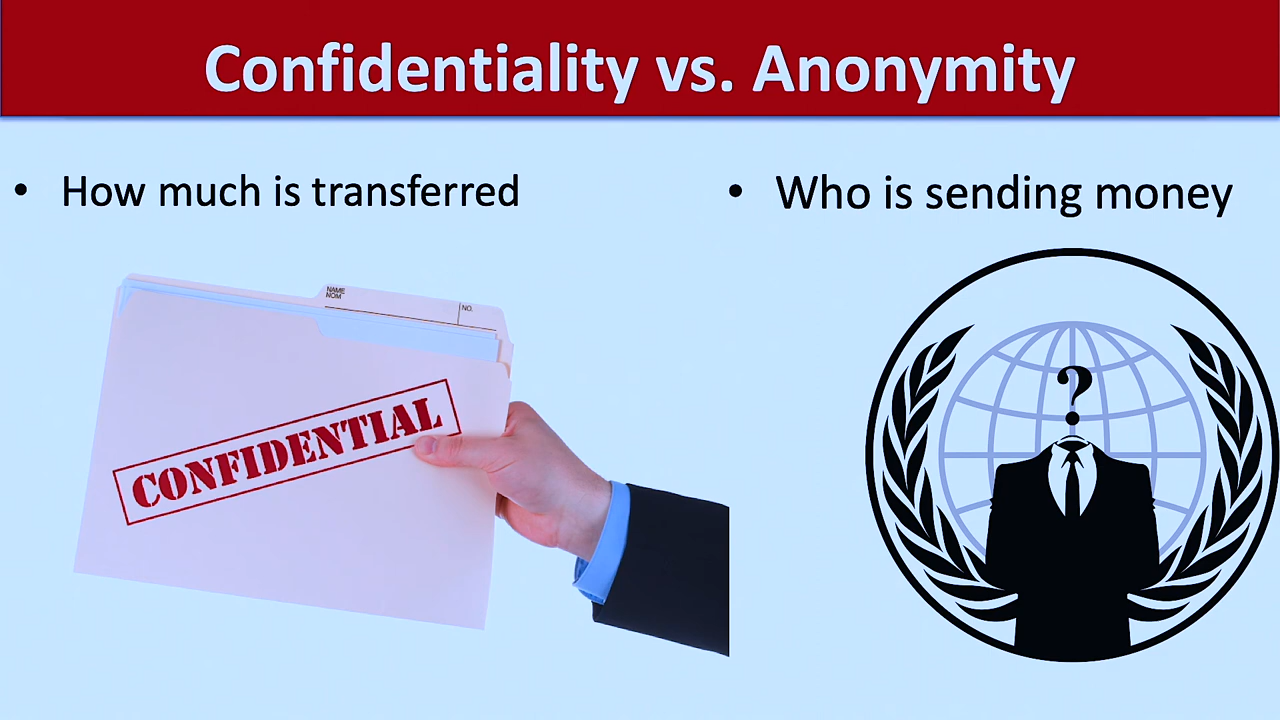 Confidentiality vs. Anonymity
• How much is transferred
• Who is sending money
NAME
NOM
NO.
CONFIDENTIAL
?